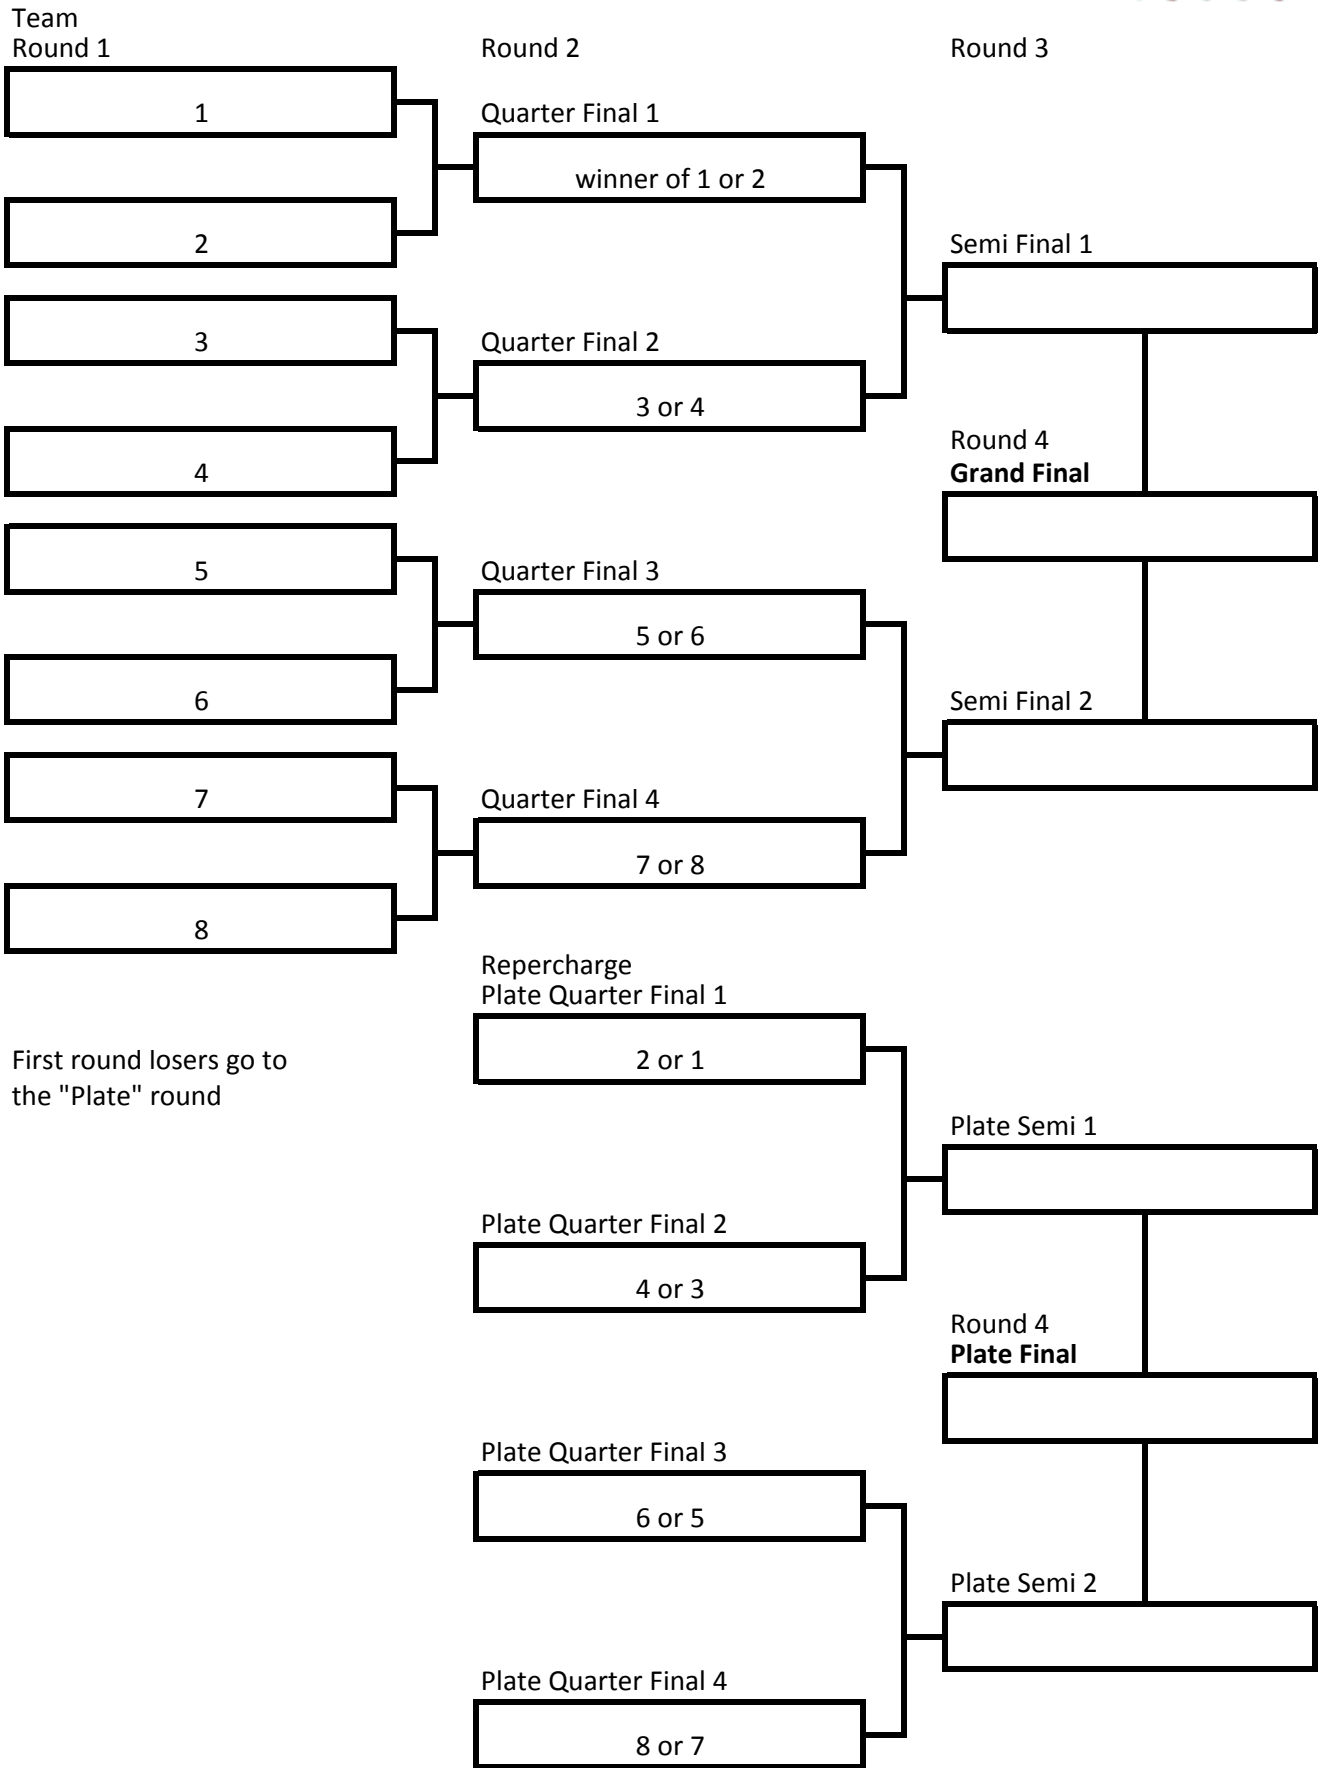 Team
Round 1
Round 2
Round 3
1
Quarter Final 1
winner of 1 or 2
2
Semi Final 1
3
Quarter Final 2
3 or 4
Round 4
4
Grand Final
5
Quarter Final 3
5 or 6
6
Semi Final 2
7
Quarter Final 4
7 or 8
8
Repercharge
Plate Quarter Final 1
2 or 1
First round losers go to
the "Plate" round
Plate Semi 1
Plate Quarter Final 2
4 or 3
Round 4
Plate Final
Plate Quarter Final 3
6 or 5
Plate Semi 2
Plate Quarter Final 4
8 or 7